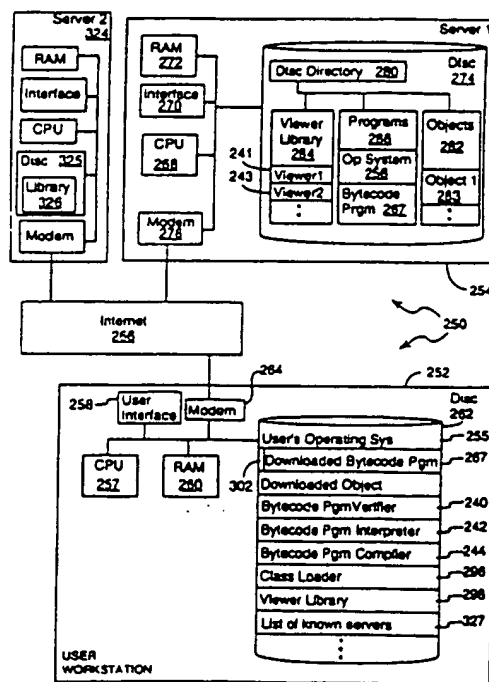 Server 2
324
RAM
Interface
CPU
Disc 325
Library
326
Modem
Server 1
RAM
272
Interface
270
CPU
268
Modem
278
Disc Directory 280
Disc
274
Viewer
Library
284
241
Viewer1
243
Viewer2
Programs
288
Op System
256
Bytecode
Prgm 267
Objects
282
Object 1
283
254
Internet
256
250
264
252
258
User
Interface
Modem
CPU
257
RAM
260
302
Disc
262
User's Operating Sys
255
Downloaded Bytecode Pgm
267
Downloaded Object
Bytecode PgmVerifier
240
Bytecode Pgm Interpreter
242
Bytecode Pgm Compiler
244
Class Loader
296
Viewer Library
298
List of known servers
327
USER
WORKSTATION